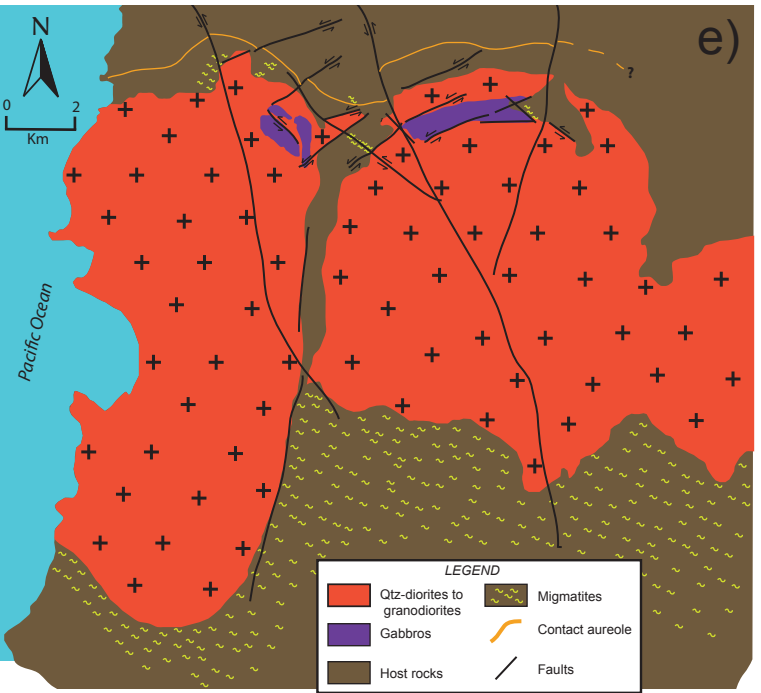 e)
N
0 2
Km
?
Pacific Ocean
LEGEND
Qtz-diorites to
granodiorites
Migmatites
Gabbros
Contact aureole
Host rocks
Faults